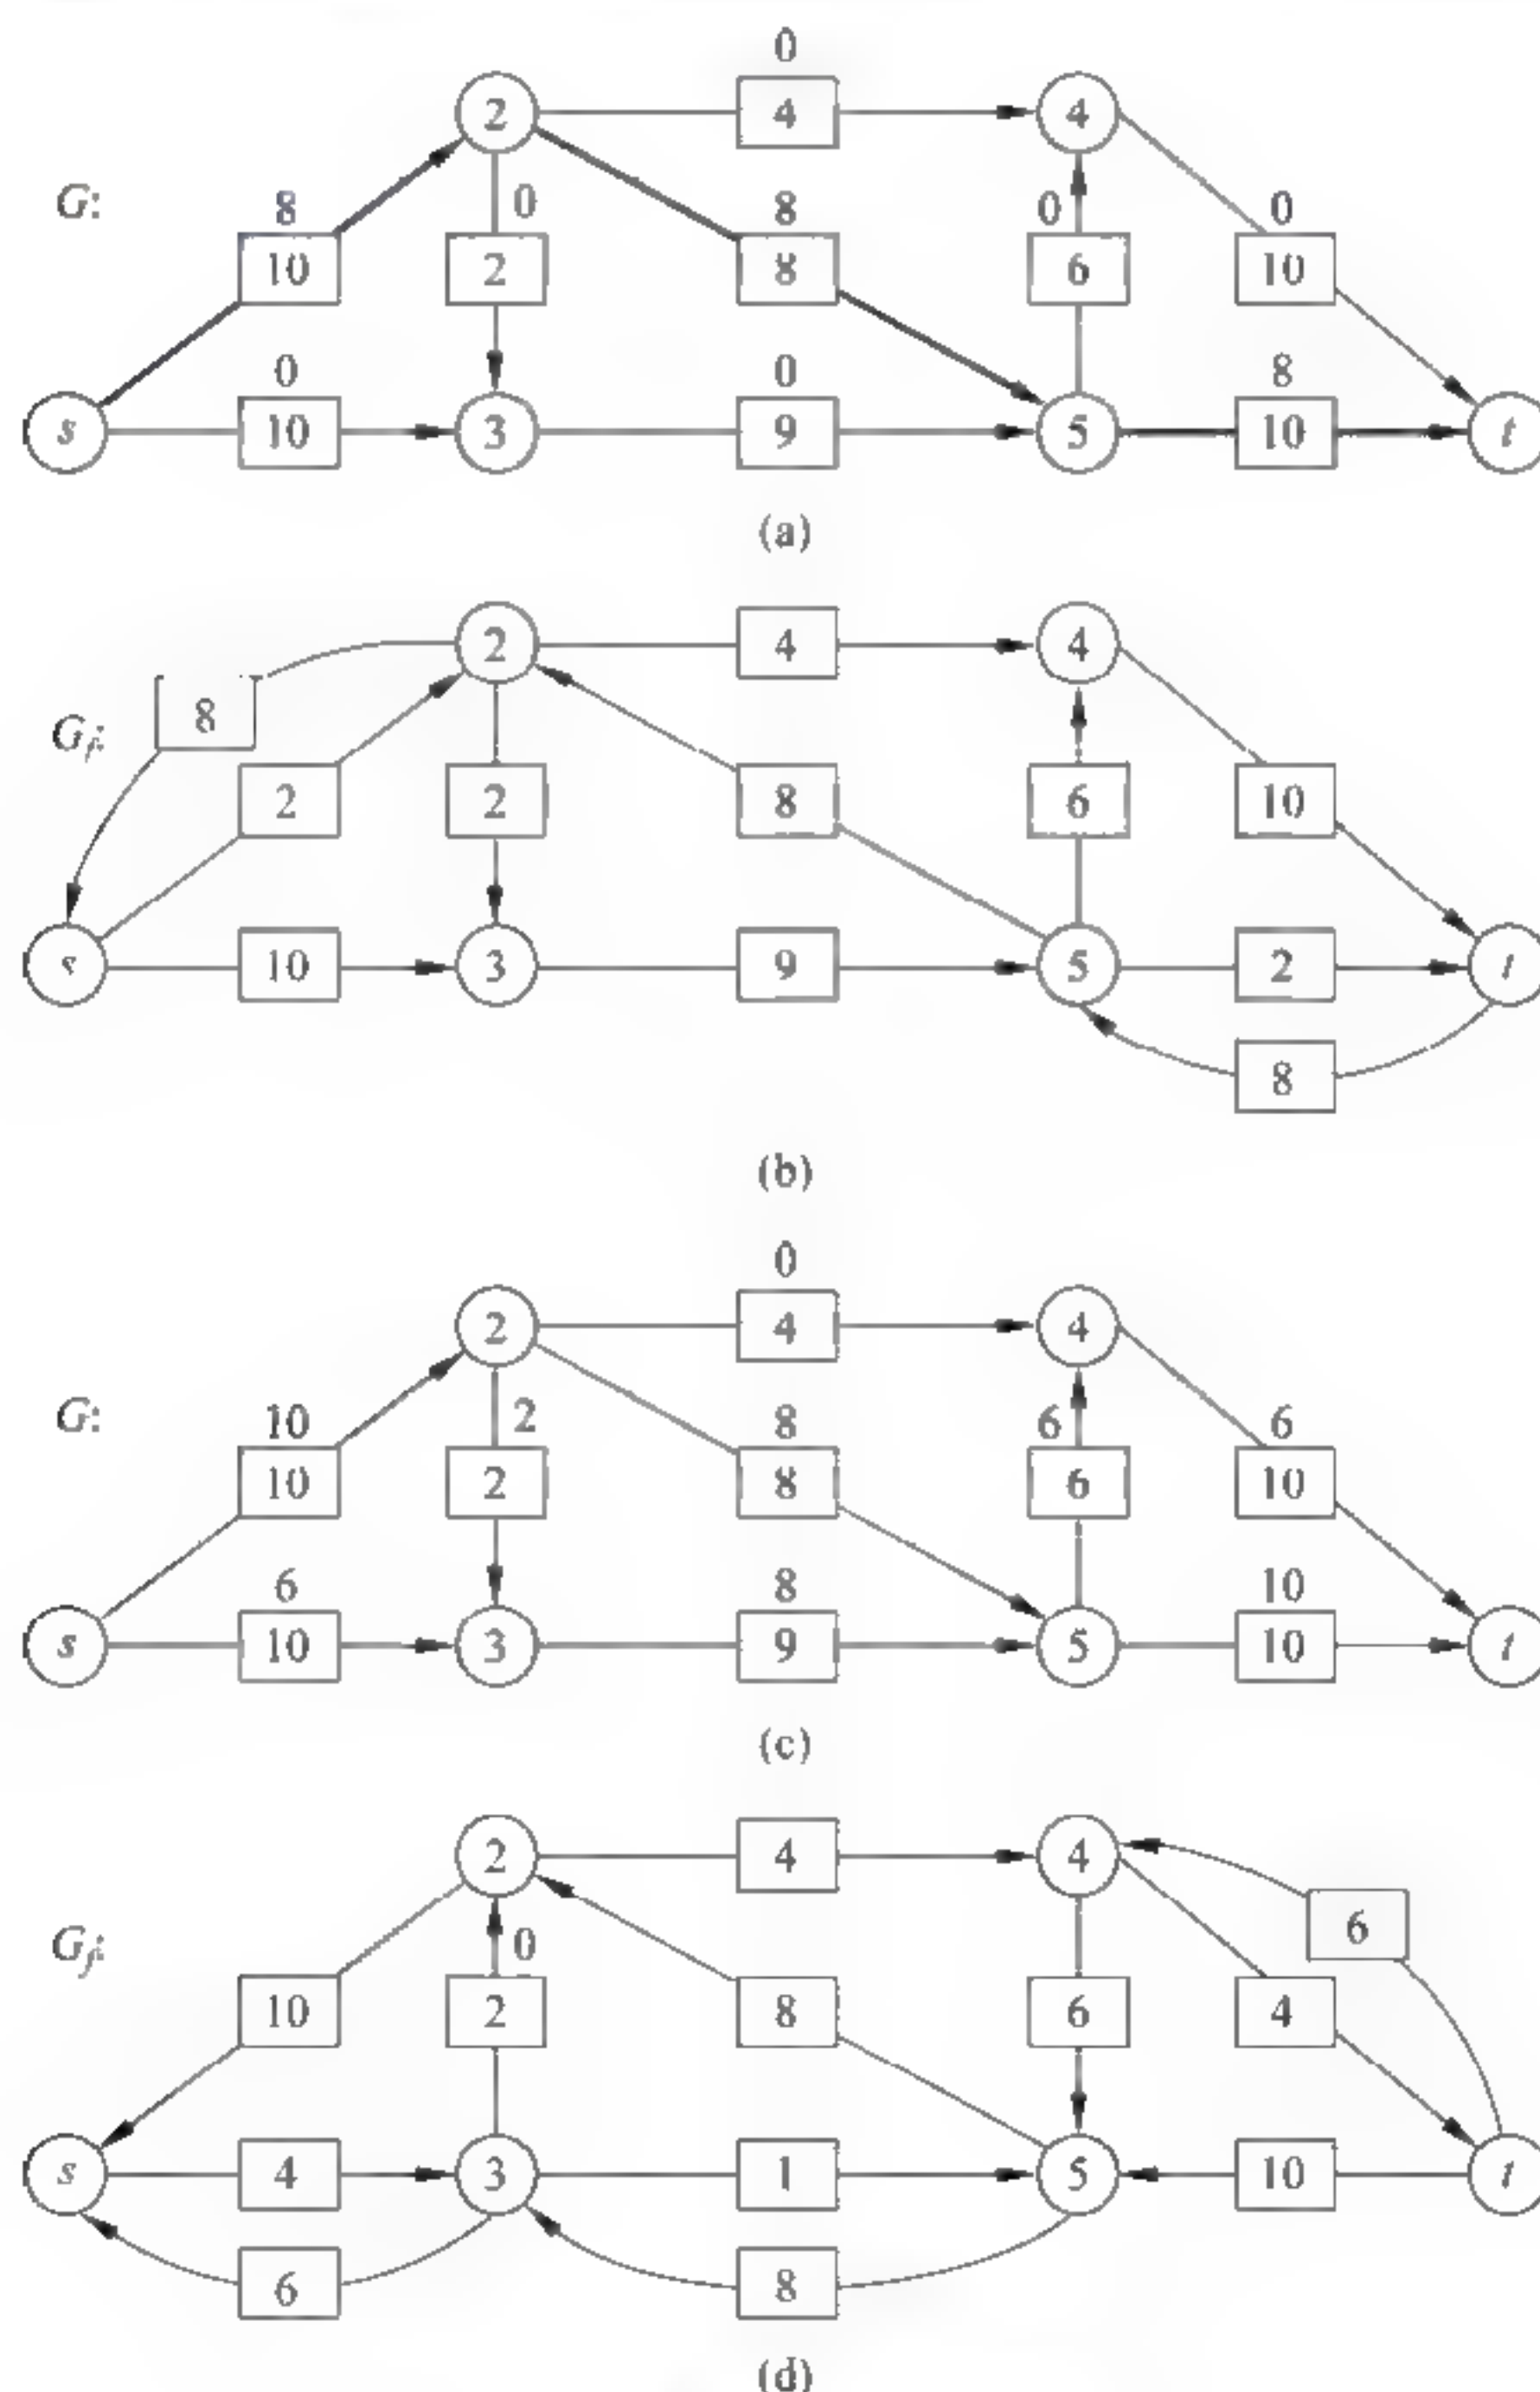 0
2 4 4
G: 8 0 8 0 0
10 2 8 6 10
0 0 8
s 10 3 9 5 10 t
(a)
2 4 4
8
G_f:
2 2 8 6 10
s 10 3 9 5 2 t
8
(b)
0
2 4 4
G: 10 2 8 6 6
10 2 8 6 10
6 8 10
s 10 3 9 5 10 t
(c)
2 4 4
6
G_f: 0
10 2 8 6 4
s 4 3 1 5 10 t
6 8
(d)